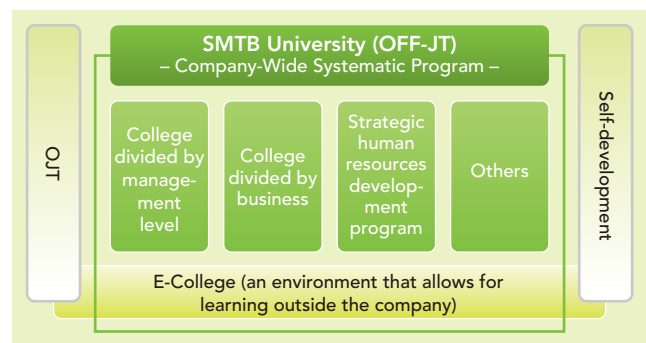 SMTB University (OFF-JT)
– Company-Wide Systematic Program –
OJT
College
divided by
manage-
ment
level
College
divided by
business
Strategic
human
resources
develop-
ment
program
Others
Self-development
E-College (an environment that allows for
learning outside the company)